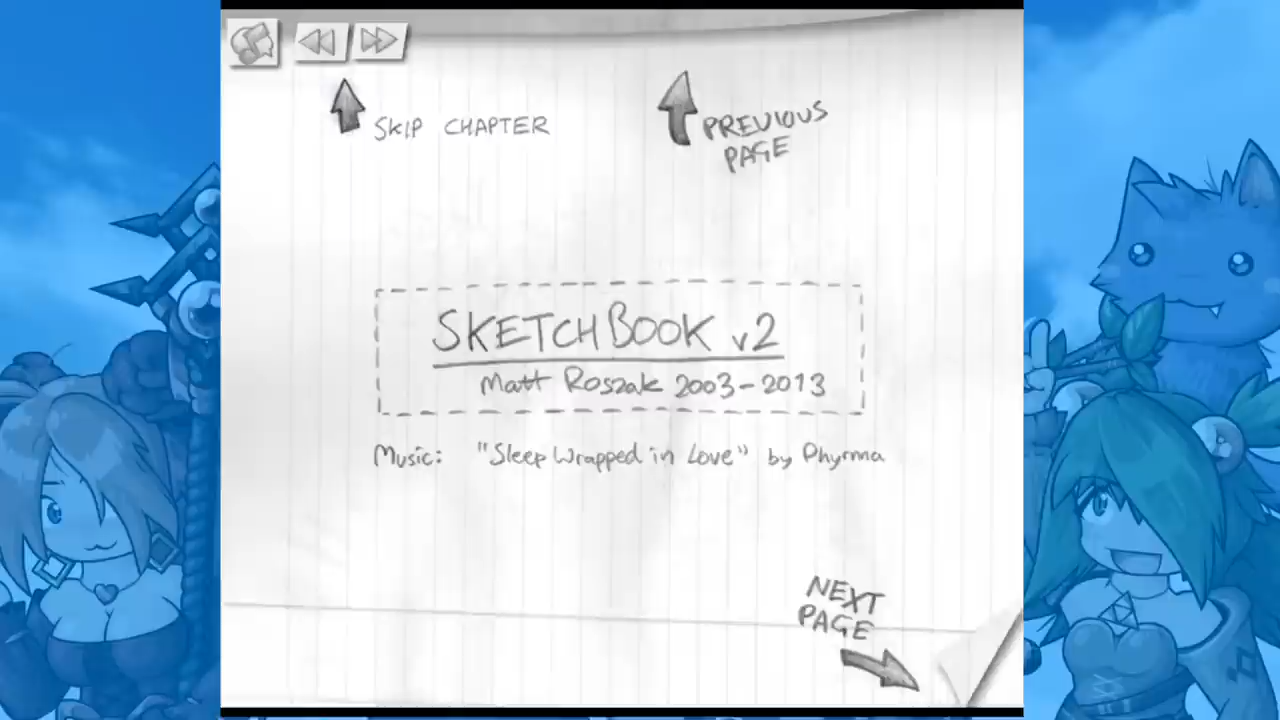 SKIP CHAPTER
PREVIOUS
PAGE
SKETCHBOOK v2
Matt Roszak 2003-2013
Music: "Sleep Wrapped in Love" by Phyrnna
NEXT
PAGE